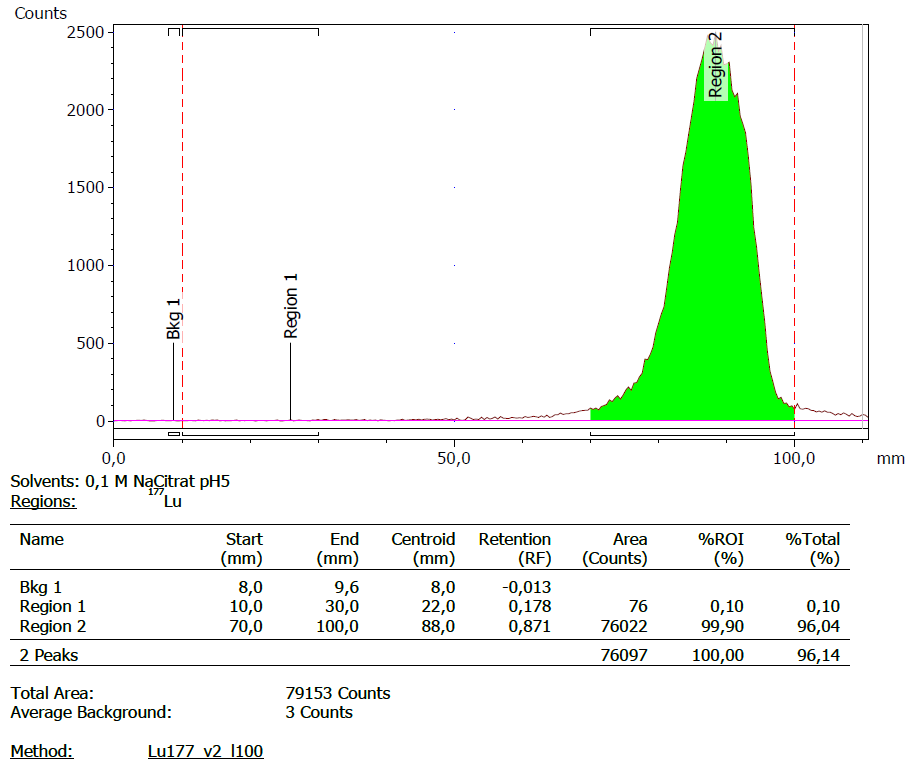 Counts
2500
2000
1500
1000
500
0
Bkg 1
Region 1
Region 2
0,0 50,0 100,0 mm
Solvents: 0,1 M NaCitrat pH5
Regions: ¹⁷⁷Lu
Name Start (mm) End (mm) Centroid (mm) Retention (RF) Area (Counts) %ROI (%) %Total (%)
Bkg 1 8,0 9,6 8,0 -0,013
Region 1 10,0 30,0 22,0 0,178 76 0,10 0,10
Region 2 70,0 100,0 88,0 0,871 76022 99,90 96,04
2 Peaks 76097 100,00 96,14
Total Area: 79153 Counts
Average Background: 3 Counts
Method: Lu177_v2_l100